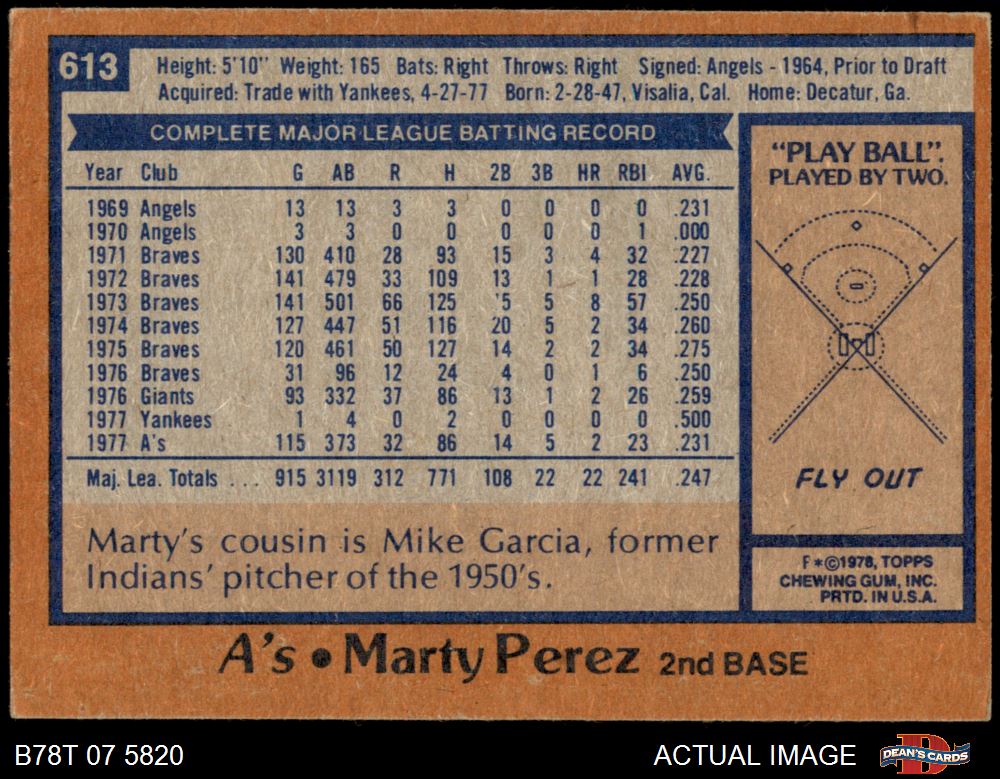 613
Height: 5'10" Weight: 165 Bats: Right Throws: Right Signed: Angels - 1964, Prior to Draft
Acquired: Trade with Yankees, 4-27-77 Born: 2-28-47, Visalia, Cal. Home: Decatur, Ga.
COMPLETE MAJOR LEAGUE BATTING RECORD
Year Club G AB R H 2B 3B HR RBI AVG.
1969 Angels 13 13 3 3 0 0 0 0 .231
1970 Angels 3 3 0 0 0 0 0 1 .000
1971 Braves 130 410 28 93 15 3 4 32 .227
1972 Braves 141 479 33 109 13 1 1 28 .228
1973 Braves 141 501 66 125 '5 5 8 57 .250
1974 Braves 127 447 51 116 20 5 2 34 .260
1975 Braves 120 461 50 127 14 2 2 34 .275
1976 Braves 31 96 12 24 4 0 1 6 .250
1976 Giants 93 332 37 86 13 1 2 26 .259
1977 Yankees 1 4 0 2 0 0 0 0 .500
1977 A's 115 373 32 86 14 5 2 23 .231
Maj. Lea. Totals . . . 915 3119 312 771 108 22 22 241 .247
Marty's cousin is Mike Garcia, former
Indians' pitcher of the 1950's.
"PLAY BALL".
PLAYED BY TWO.
FLY OUT
F*©1978, TOPPS
CHEWING GUM, INC.
PRTD. IN U.S.A.
A's • Marty Perez 2nd BASE
B78T 07 5820 ACTUAL IMAGE
DEAN'S CARDS